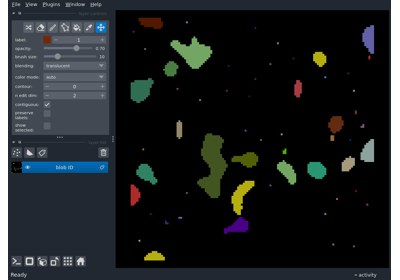 File View Plugins Window Help
label: 1
opacity: 0.70
brush size: 10
blending: translucent
color mode: auto
contour: 0
n edit dim: 2
contiguous:
preserve labels:
show selected:
blob ID
Ready
activity